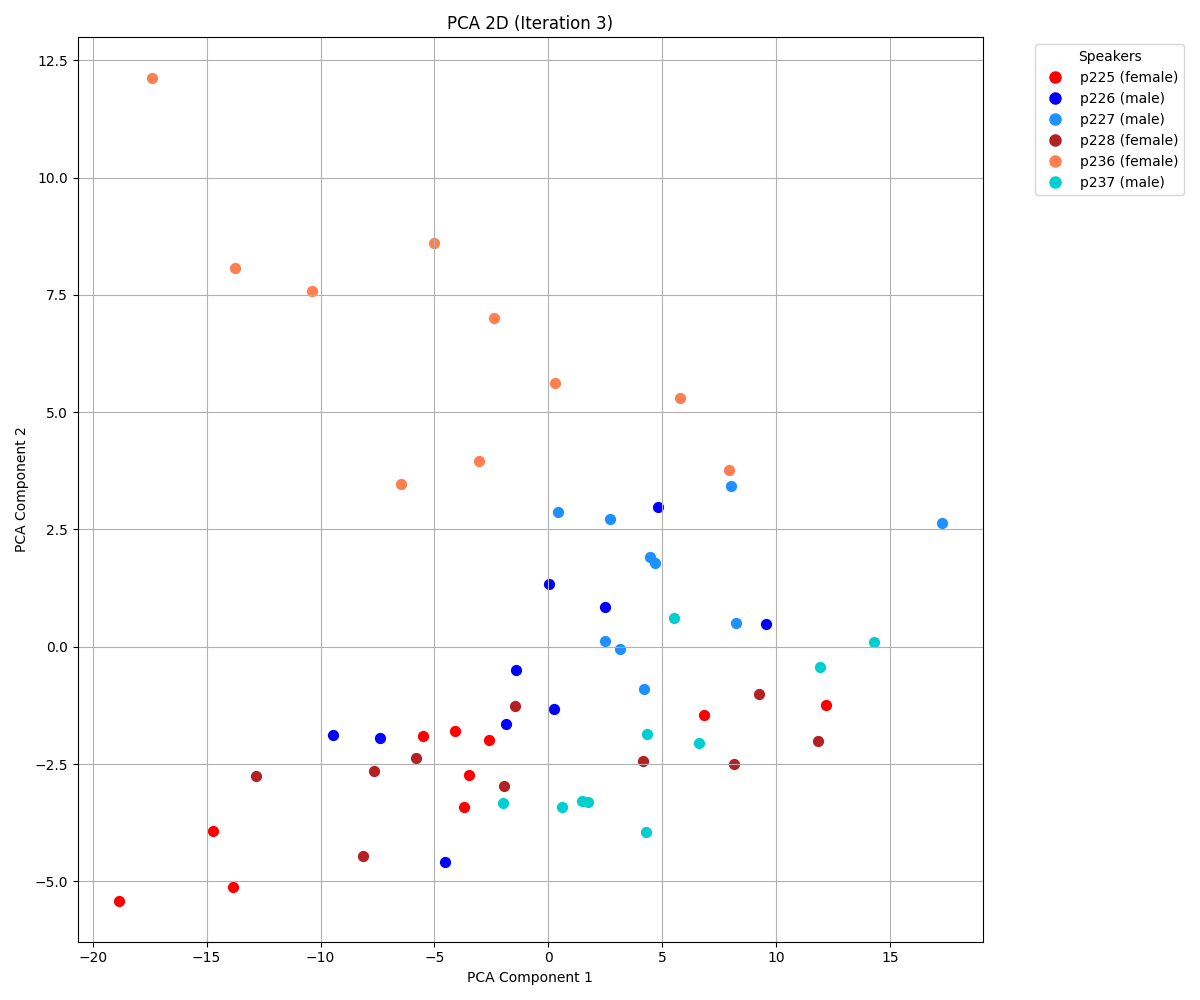 PCA 2D (Iteration 3)
12.5
10.0
7.5
5.0
2.5
0.0
−2.5
−5.0
PCA Component 2
−20
−15
−10
−5
0
5
10
15
PCA Component 1
Speakers
p225 (female)
p226 (male)
p227 (male)
p228 (female)
p236 (female)
p237 (male)